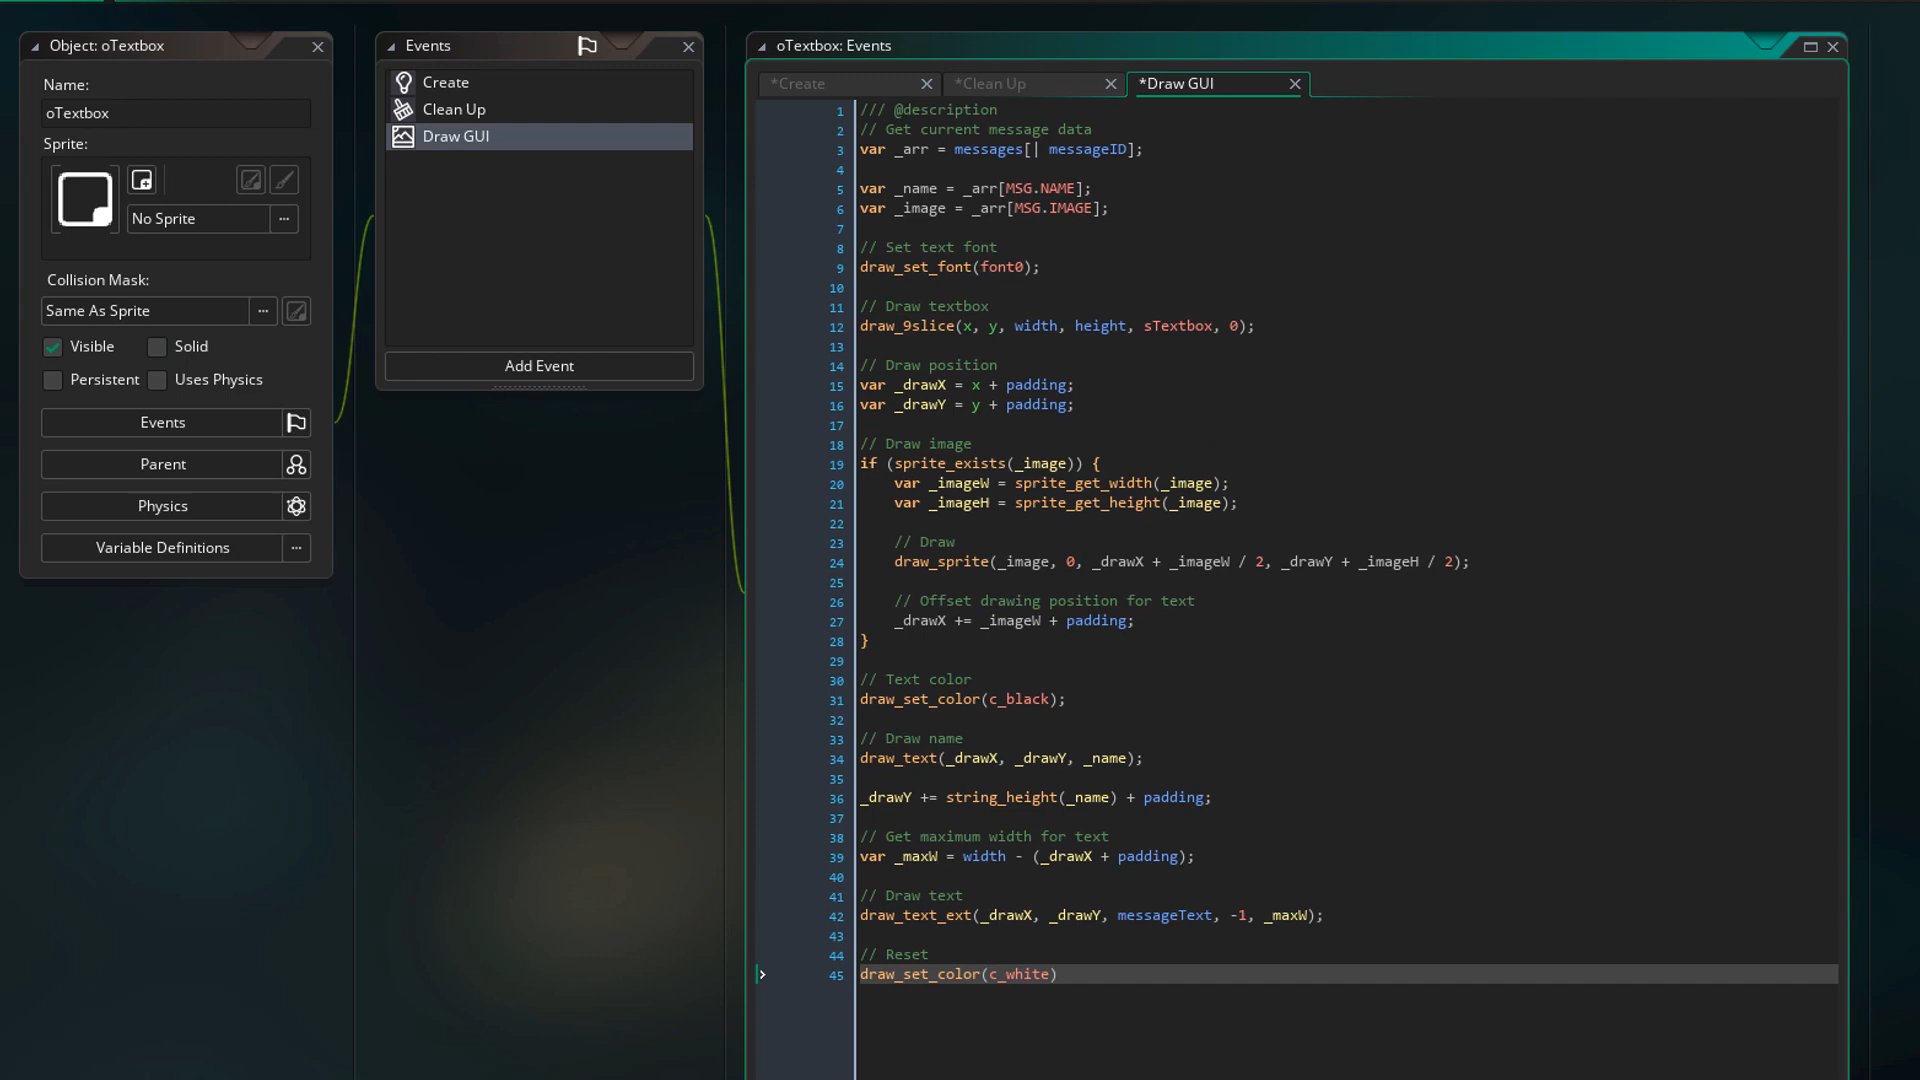 Object: oTextbox
Name:
oTextbox
Sprite:
No Sprite
...
Collision Mask:
Same As Sprite
...
Visible
Solid
Persistent
Uses Physics
Events
Parent
Physics
Variable Definitions
...
Events
Create
Clean Up
Draw GUI
Add Event
oTextbox: Events
*Create
*Clean Up
*Draw GUI
1 /// @description
2 // Get current message data
3 var _arr = messages[| messageID];
4
5 var _name = _arr[MSG.NAME];
6 var _image = _arr[MSG.IMAGE];
7
8 // Set text font
9 draw_set_font(font0);
10
11 // Draw textbox
12 draw_9slice(x, y, width, height, sTextbox, 0);
13
14 // Draw position
15 var _drawX = x + padding;
16 var _drawY = y + padding;
17
18 // Draw image
19 if (sprite_exists(_image)) {
20 var _imageW = sprite_get_width(_image);
21 var _imageH = sprite_get_height(_image);
22
23 // Draw
24 draw_sprite(_image, 0, _drawX + _imageW / 2, _drawY + _imageH / 2);
25
26 // Offset drawing position for text
27 _drawX += _imageW + padding;
28 }
29
30 // Text color
31 draw_set_color(c_black);
32
33 // Draw name
34 draw_text(_drawX, _drawY, _name);
35
36 _drawY += string_height(_name) + padding;
37
38 // Get maximum width for text
39 var _maxW = width - (_drawX + padding);
40
41 // Draw text
42 draw_text_ext(_drawX, _drawY, messageText, -1, _maxW);
43
44 // Reset
45 draw_set_color(c_white)